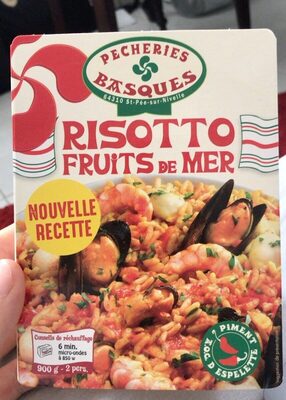 PECHERIES
BASQUES
64310 St-Pée-sur-Nivelle
RISOTTO
FRUITS DE MER
NOUVELLE
RECETTE
Conseils de réchauffage
6 min.
micro-ondes
à 850 w
900 g - 2 pers.
PIMENT
AOC D'ESPELETTE